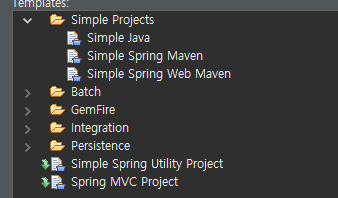 Templates:
Simple Projects
Simple Java
Simple Spring Maven
Simple Spring Web Maven
Batch
GemFire
Integration
Persistence
Simple Spring Utility Project
Spring MVC Project